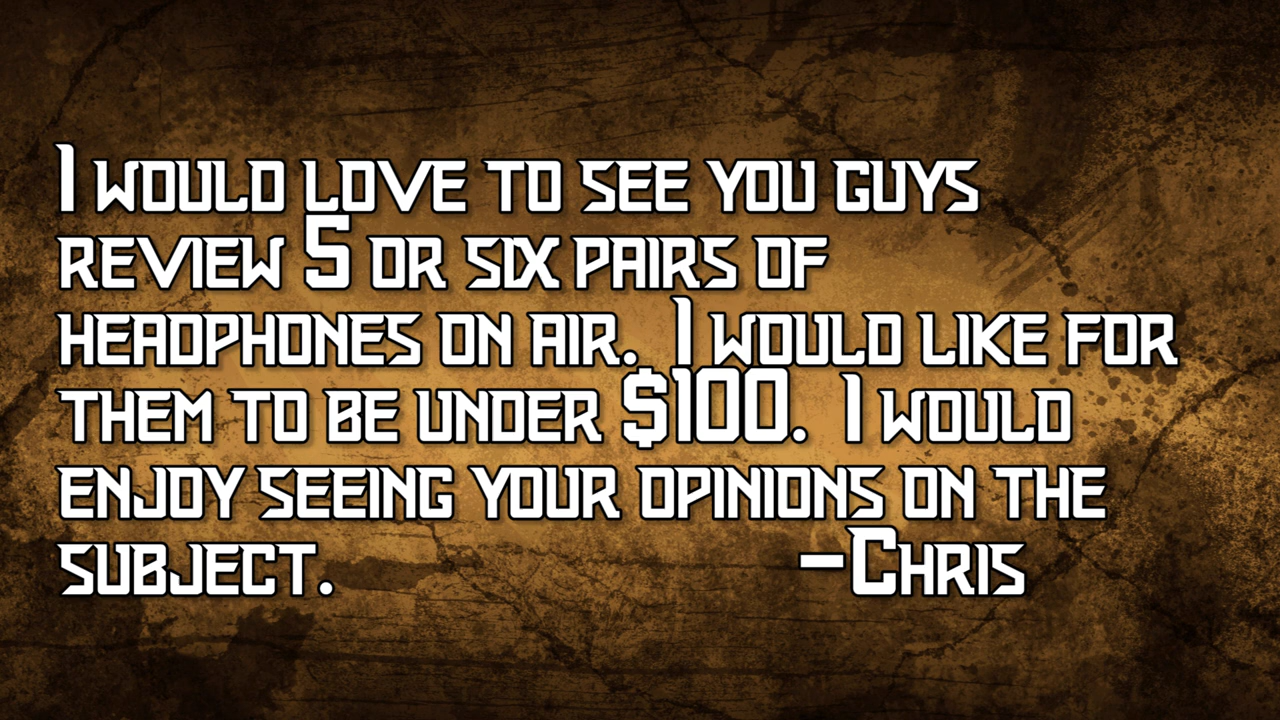 I would love to see you guys
review 5 or six pairs of
headphones on air. I would like for
them to be under $100. I would
enjoy seeing your opinions on the
subject. -Chris